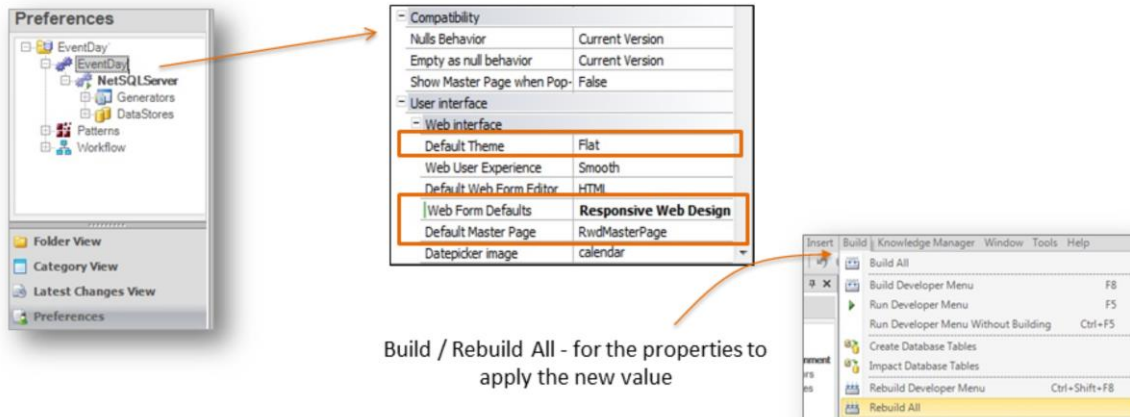 Preferences
EventDay
EventDay
NetSQLServer
Generators
DataStores
Patterns
Workflow
Folder View
Category View
Latest Changes View
Preferences
Compatibility
Nulls Behavior Current Version
Empty as null behavior Current Version
Show Master Page when Pop- False
User interface
Web interface
Default Theme Flat
Web User Experience Smooth
Default Web Form Editor HTML
Web Form Defaults Responsive Web Design
Default Master Page RwdMasterPage
Datepicker image calendar
Build / Rebuild All - for the properties to
apply the new value
Insert Build Knowledge Manager Window Tools Help
Build All
Build Developer Menu F8
Run Developer Menu F5
Run Developer Menu Without Building Ctrl+F5
Create Database Tables
Impact Database Tables
Rebuild Developer Menu Ctrl+Shift+F8
Rebuild All